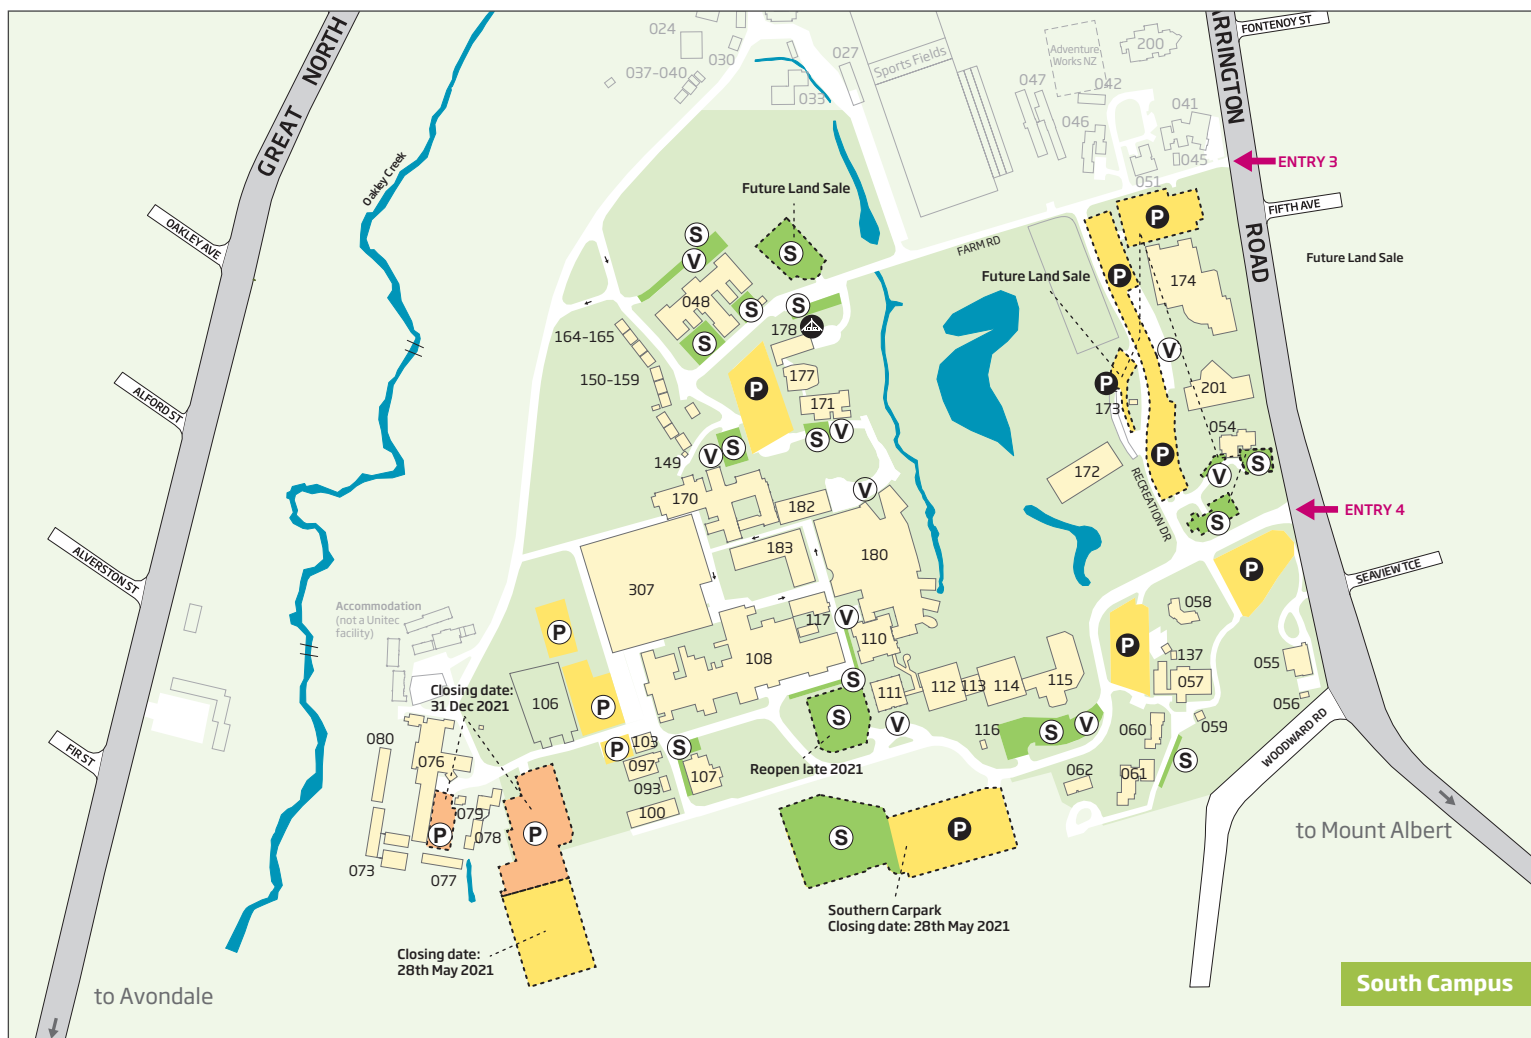 GREAT NORTH
024
030
037-040
027
033
Sports Fields
Adventure
Works NZ
200
047
042
046
041
045
051
ARRINGTON
ROAD
FONTENOY ST
ENTRY 3
FIFTH AVE
Future Land Sale
Oakley Creek
OAKLEY AVE
Future Land Sale
FARM RD
Future Land Sale
S
V
S
P
P
174
048
S
S
S
178
164-165
150-159
P
177
171
V
P
173
201
054
ALFORD ST
149
V
S
S
V
172
P
V
S
RECREATION DR
S
ENTRY 4
170
182
V
183
180
307
ALVERSTON ST
SEAVIEW TCE
P
Accommodation
(not a Unitec
facility)
P
117
V
110
108
058
P
137
057
055
056
Closing date:
31 Dec 2021
106
P
S
S
111
112
113
114
115
V
116
S
V
060
059
WOODWARD RD
FIR ST
080
076
P
103
097
093
100
S
107
Reopen late 2021
062
061
S
079
078
P
P
073
077
S
P
to Mount Albert
Southern Carpark
Closing date: 28th May 2021
Closing date:
28th May 2021
to Avondale
South Campus